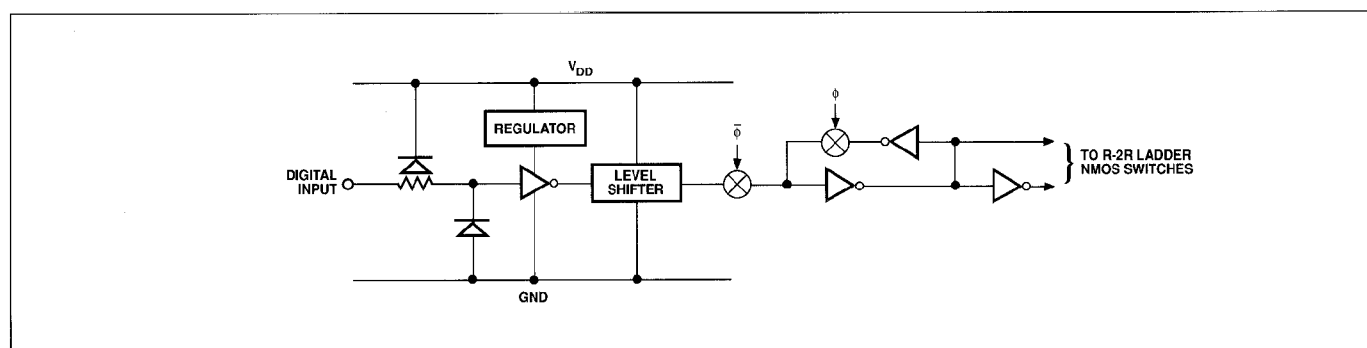 V_DD
REGULATOR
DIGITAL
INPUT
LEVEL
SHIFTER
GND
φ̄
φ
TO R-2R LADDER
NMOS SWITCHES